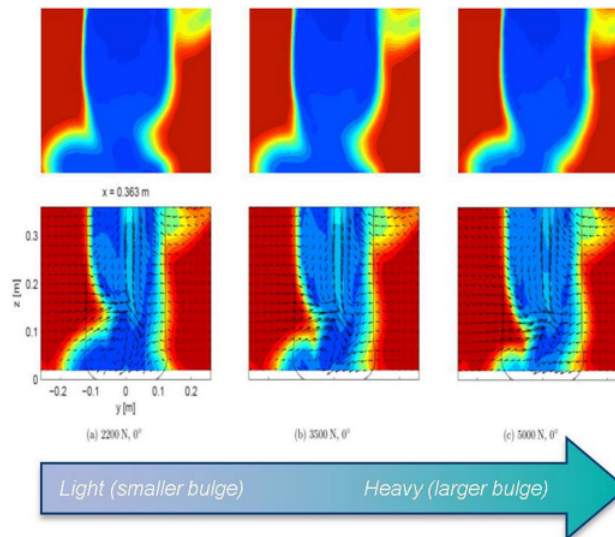 x = 0.363 m
0.3
0.2
0.1
0
z [m]
−0.2 −0.1 0 0.1 0.2
y [m]
(a) 2200 N, 0° (b) 3500 N, 0° (c) 5000 N, 0°
Light (smaller bulge) Heavy (larger bulge)